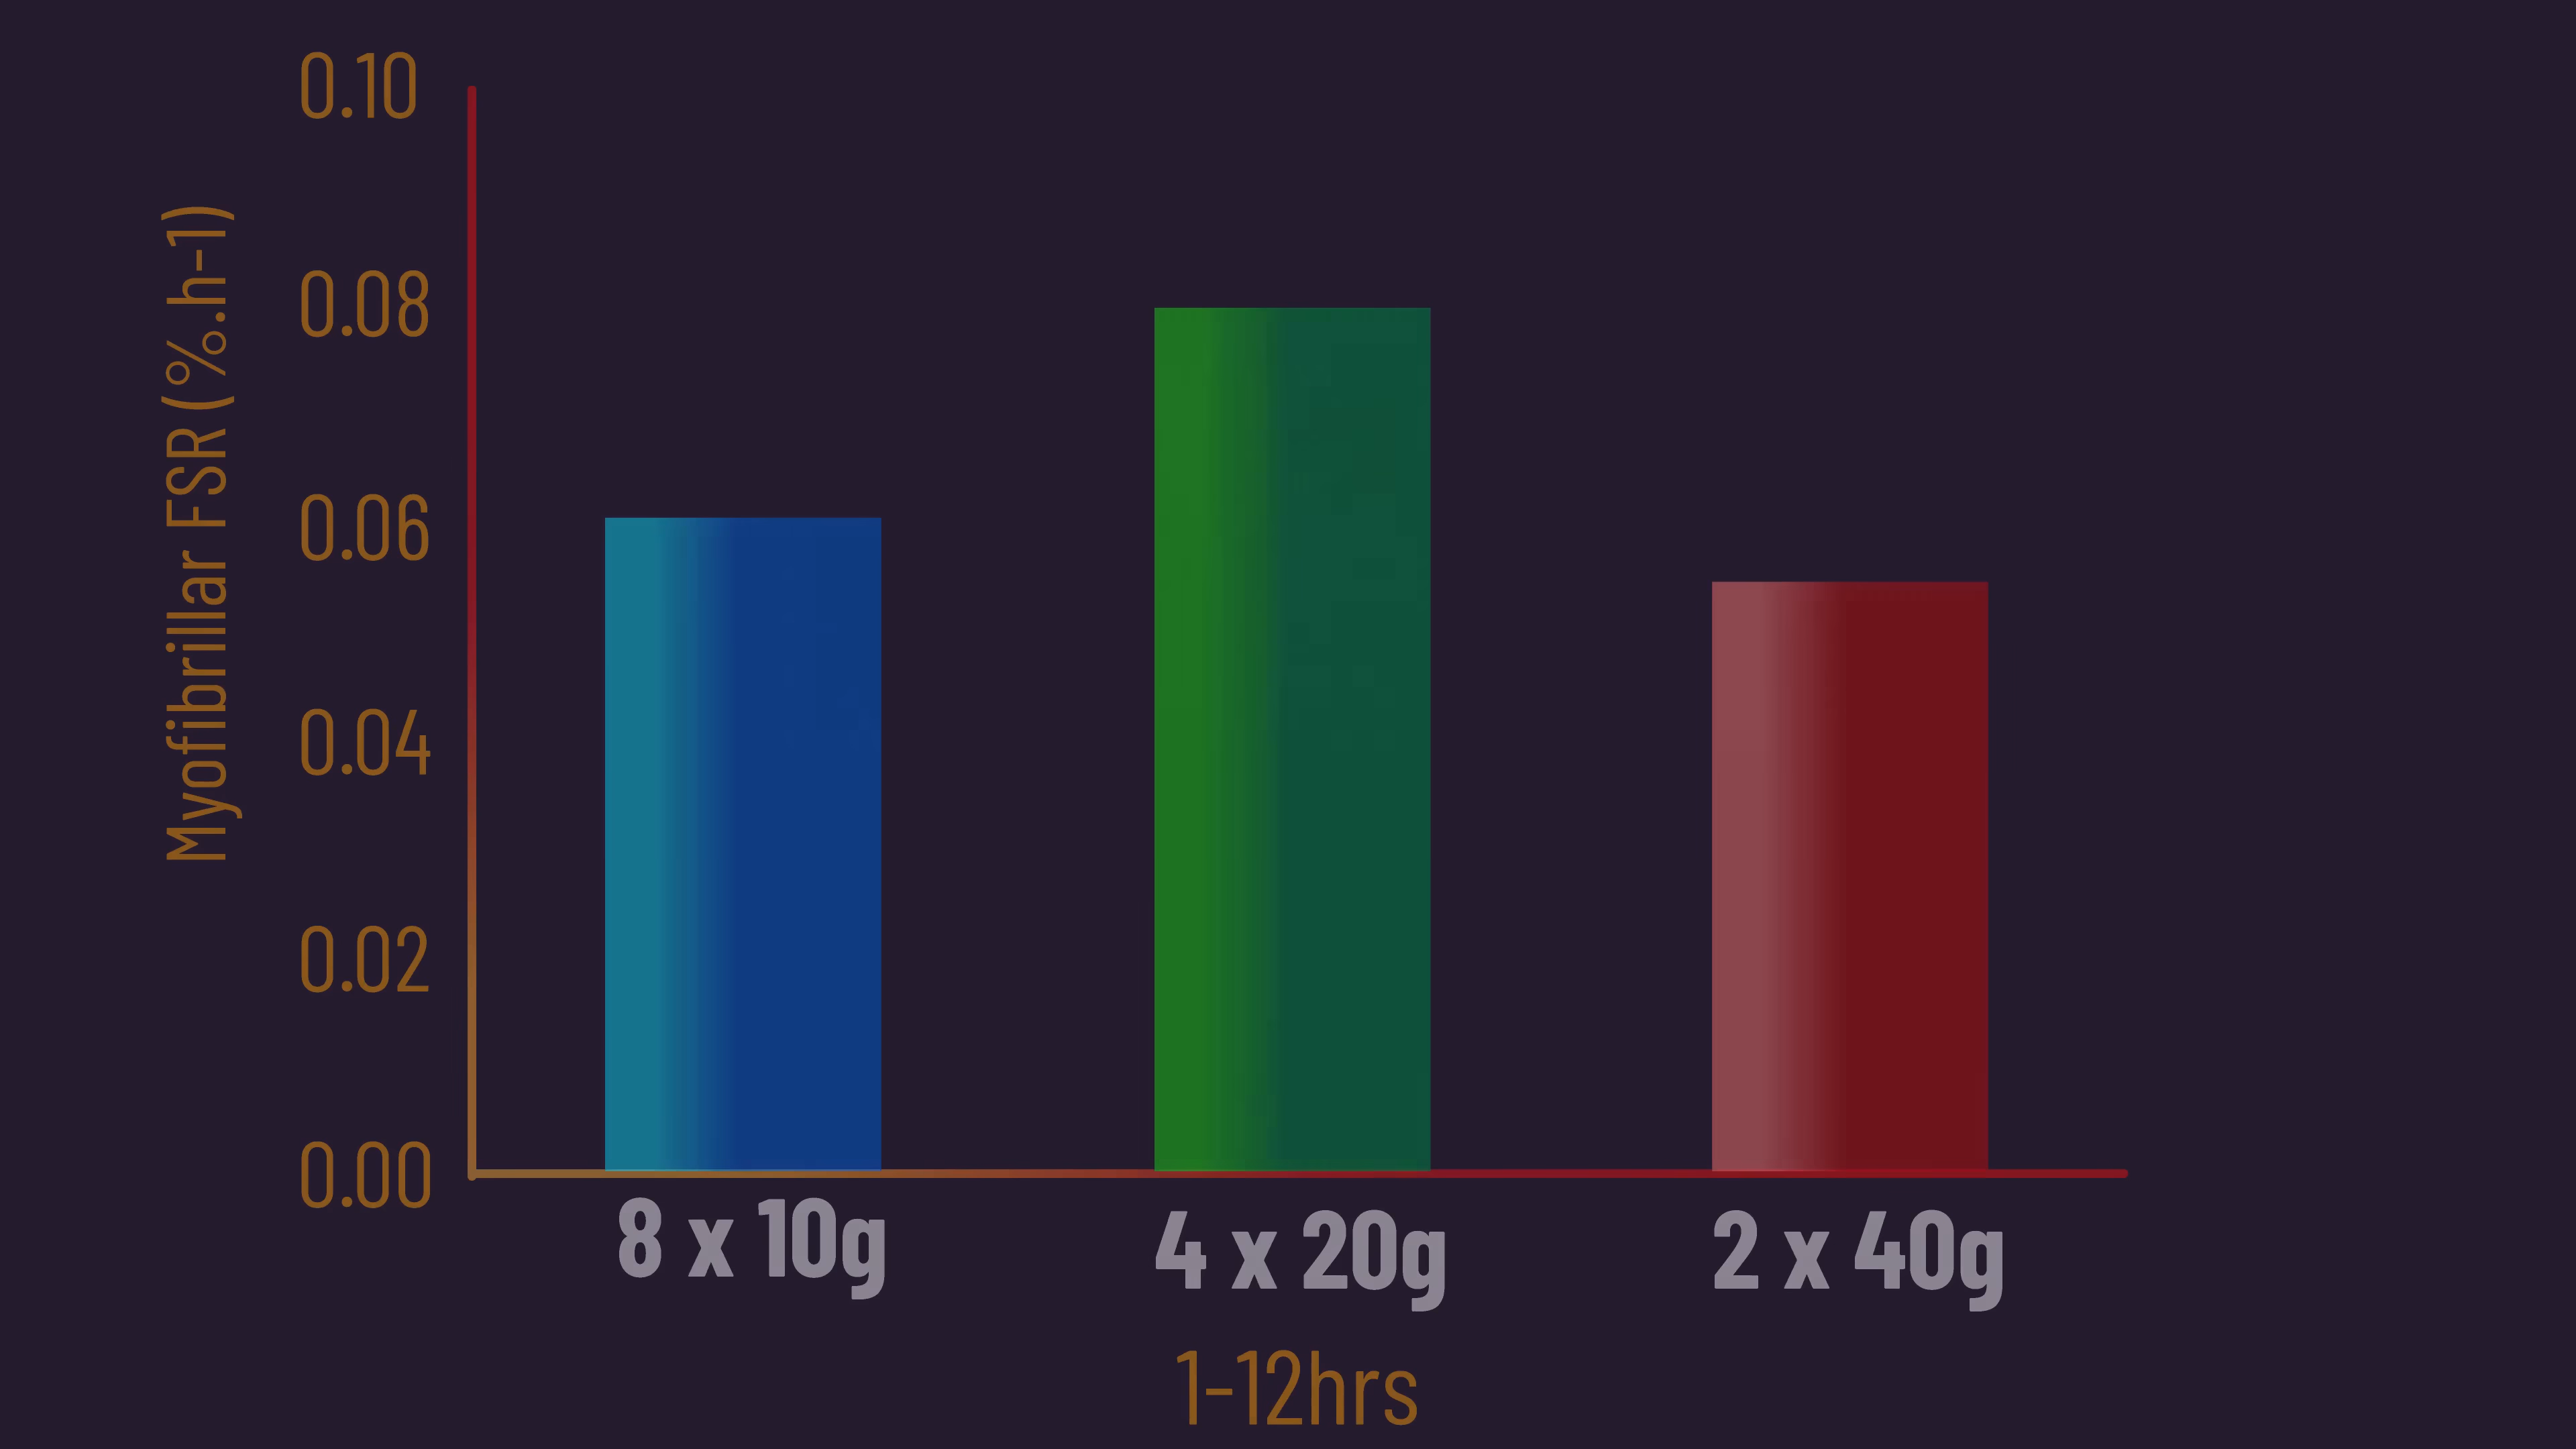 0.10
0.08
0.06
0.04
0.02
0.00
Myofibrillar FSR (%.h-1)
8 x 10g
4 x 20g
2 x 40g
1-12hrs